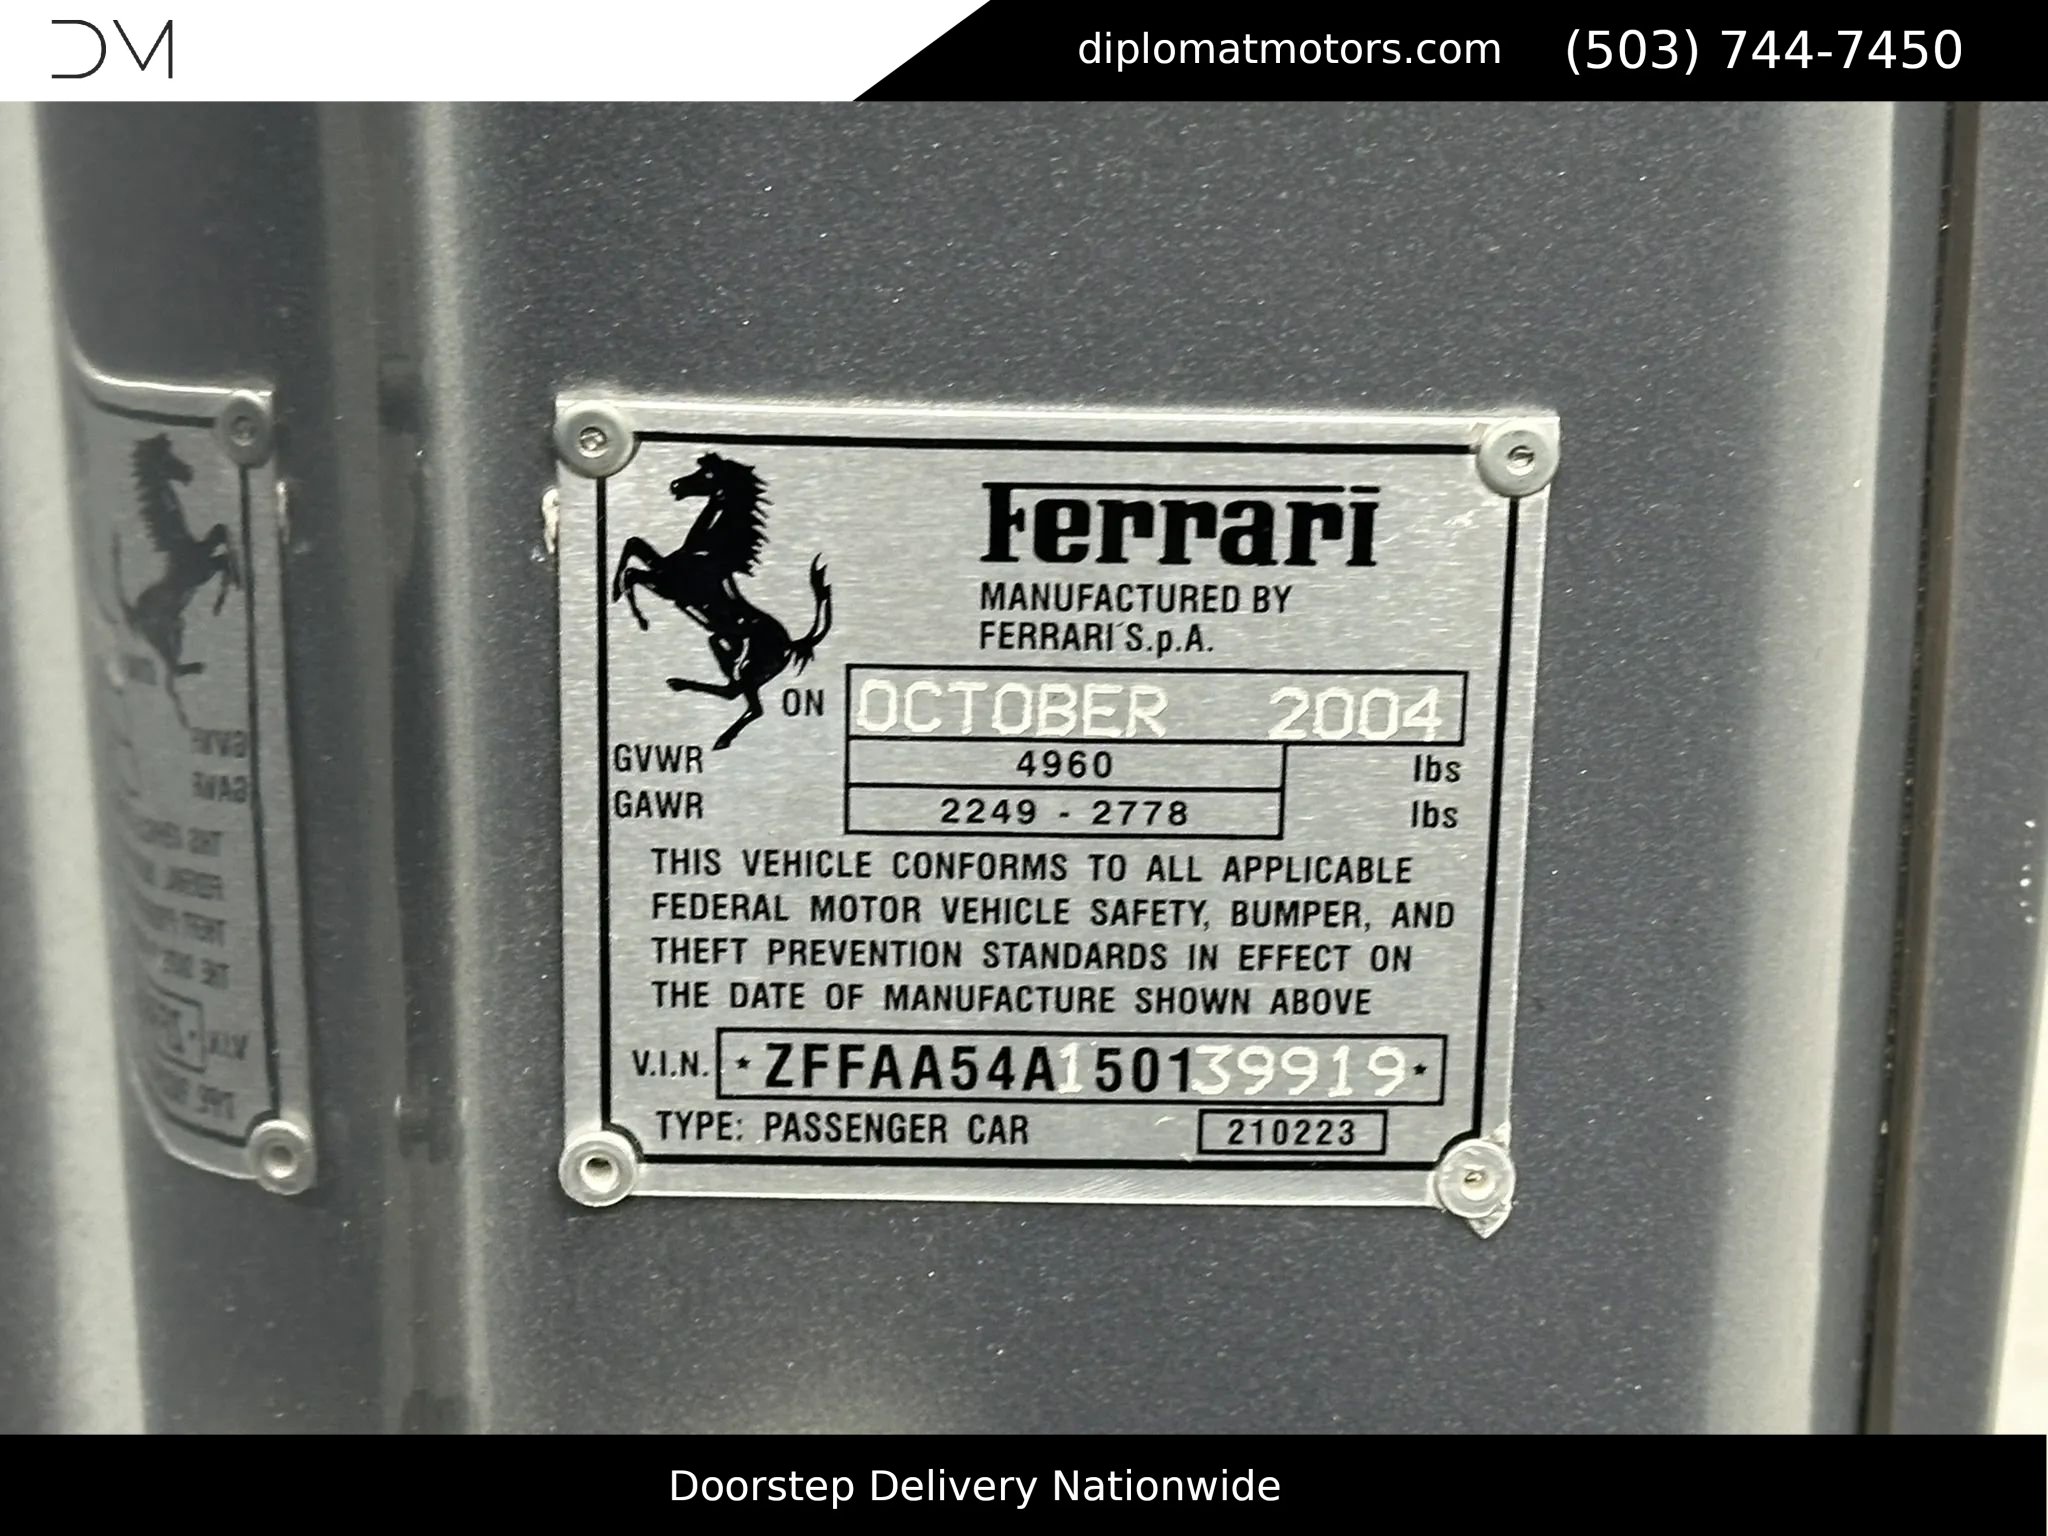 DM
diplomatmotors.com (503) 744-7450
Ferrari
MANUFACTURED BY
FERRARI S.p.A.
ON OCTOBER 2004
GVWR 4960 lbs
GAWR 2249 - 2778 lbs
THIS VEHICLE CONFORMS TO ALL APPLICABLE
FEDERAL MOTOR VEHICLE SAFETY, BUMPER, AND
THEFT PREVENTION STANDARDS IN EFFECT ON
THE DATE OF MANUFACTURE SHOWN ABOVE
V.I.N. *ZFFAA54A150139919*
TYPE: PASSENGER CAR 210223
Doorstep Delivery Nationwide